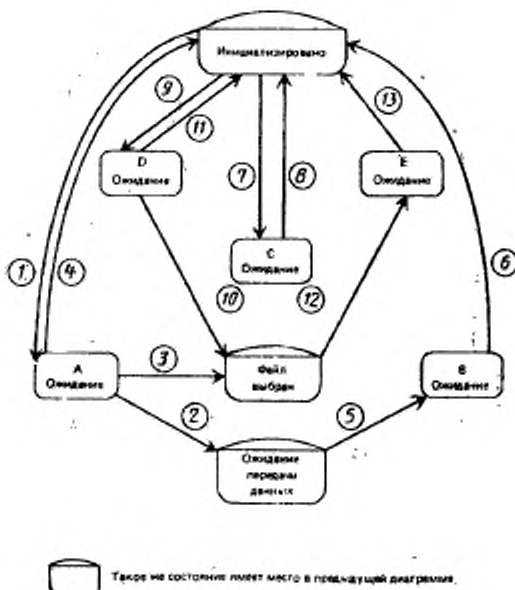 Инициализировано
9
11
13
D
Ожидание
7
8
E
Ожидание
C
Ожидание
1
4
10
12
6
A
Ожидание
3
Файл
выбран
B
Ожидание
2
5
Ожидание
передачи
данных
Такое же состояние имеет место в предыдущей диаграмме.